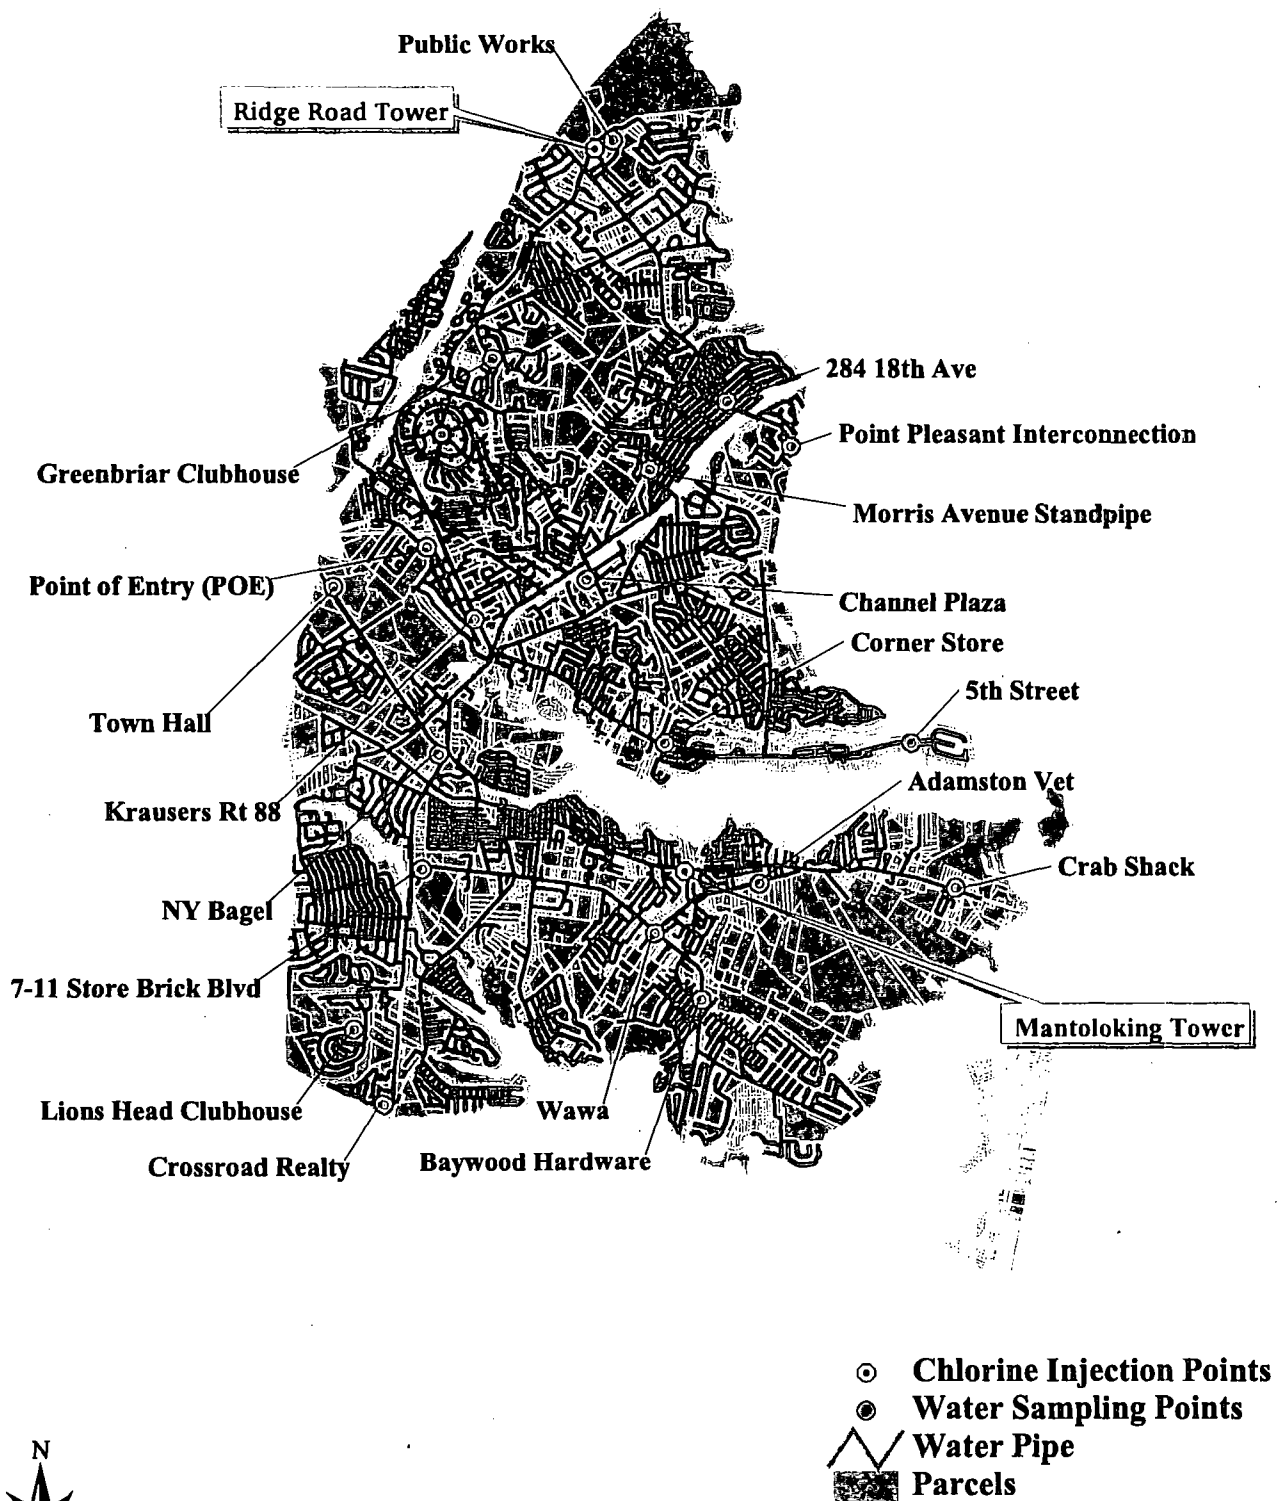 Public Works
Ridge Road Tower
284 18th Ave
Point Pleasant Interconnection
Greenbriar Clubhouse
Morris Avenue Standpipe
Point of Entry (POE)
Channel Plaza
Corner Store
5th Street
Town Hall
Adamston Vet
Krausers Rt 88
Crab Shack
NY Bagel
7-11 Store Brick Blvd
Mantoloking Tower
Lions Head Clubhouse
Wawa
Crossroad Realty
Baywood Hardware
Chlorine Injection Points
Water Sampling Points
Water Pipe
Parcels
N